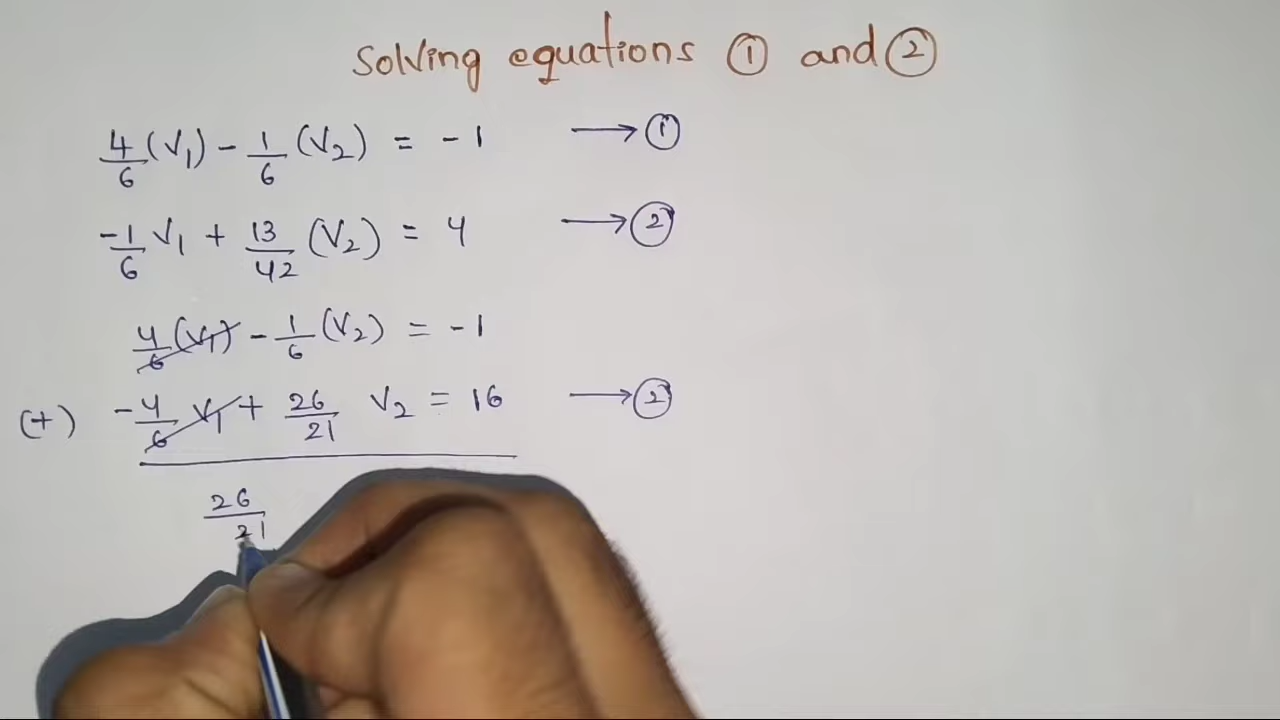 Solving equations ① and ②
4/6 (V₁) - 1/6 (V₂) = -1 ⟶ ①
-1/6 V₁ + 13/42 (V₂) = 4 ⟶ ②
4/6 (V₁) - 1/6 (V₂) = -1
(+) -4/6 V₁ + 26/21 V₂ = 16 ⟶ ②
26/21